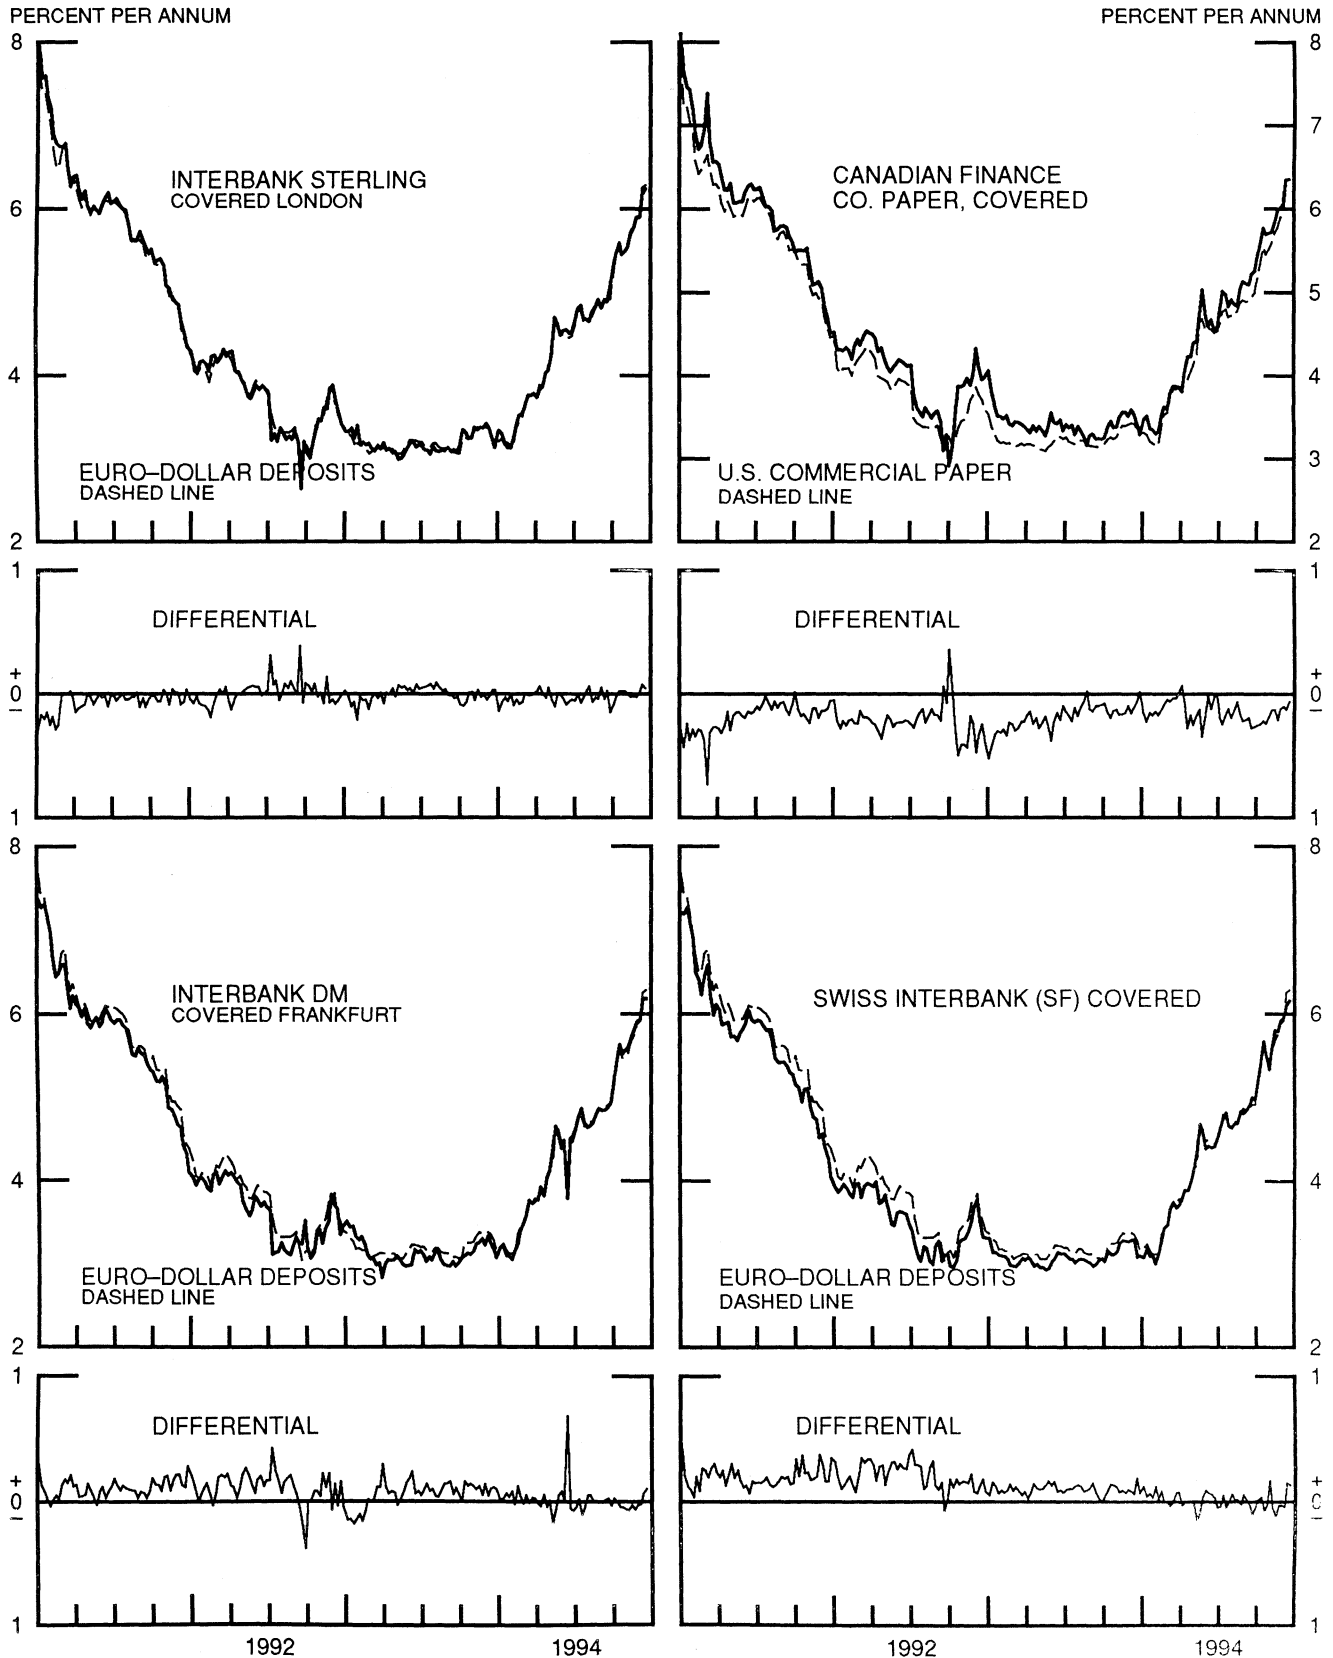 PERCENT PER ANNUM
PERCENT PER ANNUM
8
8
7
INTERBANK STERLING
COVERED LONDON
CANADIAN FINANCE
CO. PAPER, COVERED
6
6
5
4
4
3
EURO–DOLLAR DEPOSITS
DASHED LINE
U.S. COMMERCIAL PAPER
DASHED LINE
2
2
1
1
DIFFERENTIAL
DIFFERENTIAL
+
0
–
+
0
–
1
1
8
8
INTERBANK DM
COVERED FRANKFURT
SWISS INTERBANK (SF) COVERED
6
6
4
4
EURO–DOLLAR DEPOSITS
DASHED LINE
EURO–DOLLAR DEPOSITS
DASHED LINE
2
2
1
1
DIFFERENTIAL
DIFFERENTIAL
+
0
–
+
0
–
1
1
1992
1994
1992
1994